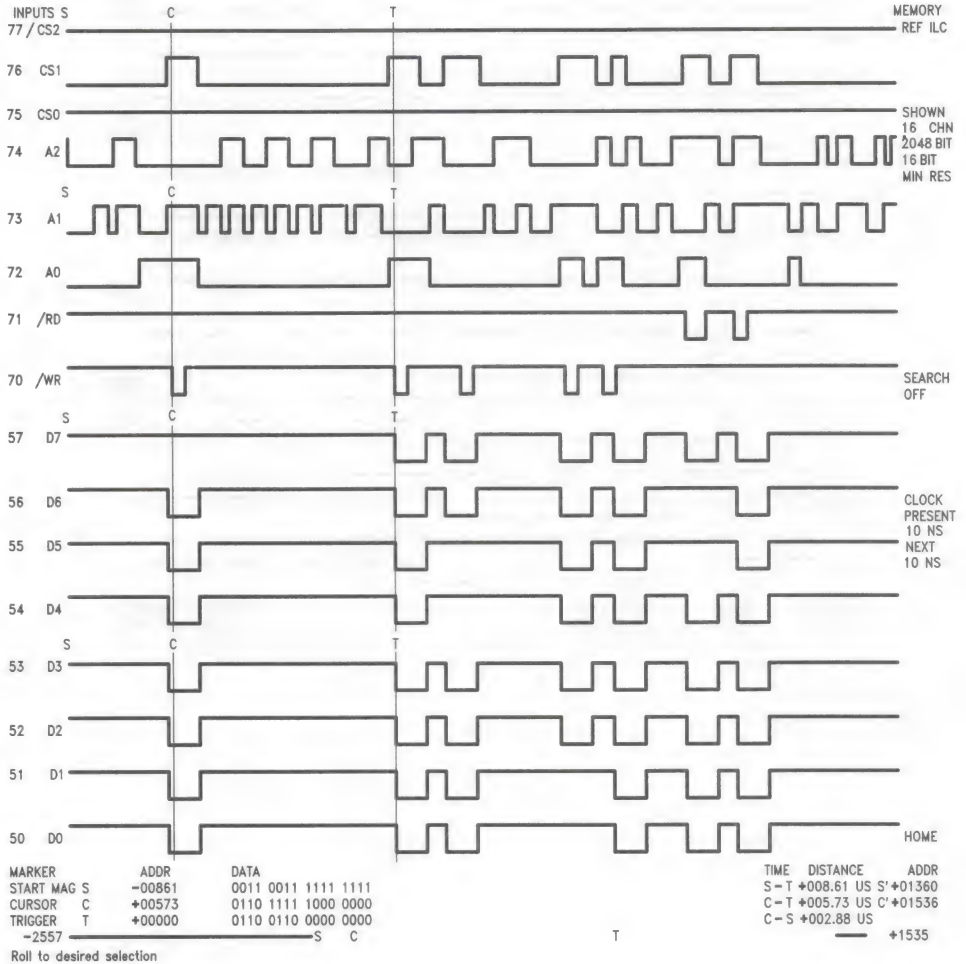 INPUTS S C T MEMORY
77 / CS2 REF ILC
76 CS1
75 CS0 SHOWN
16 CHN
74 A2 2048 BIT
16 BIT
MIN RES
S C T
73 A1
72 A0
71 /RD
70 /WR SEARCH
OFF
S C T
57 D7
56 D6 CLOCK
PRESENT
10 NS
55 D5 NEXT
10 NS
54 D4
S C T
53 D3
52 D2
51 D1
50 D0 HOME
MARKER ADDR DATA TIME DISTANCE ADDR
START MAG S -00861 0011 0011 1111 1111 S-T +008.61 US S'+01360
CURSOR C +00573 0110 1111 1000 0000 C-T +005.73 US C'+01536
TRIGGER T +00000 0110 0110 0000 0000 C-S +002.88 US
-2557 S C T +1535
Roll to desired selection